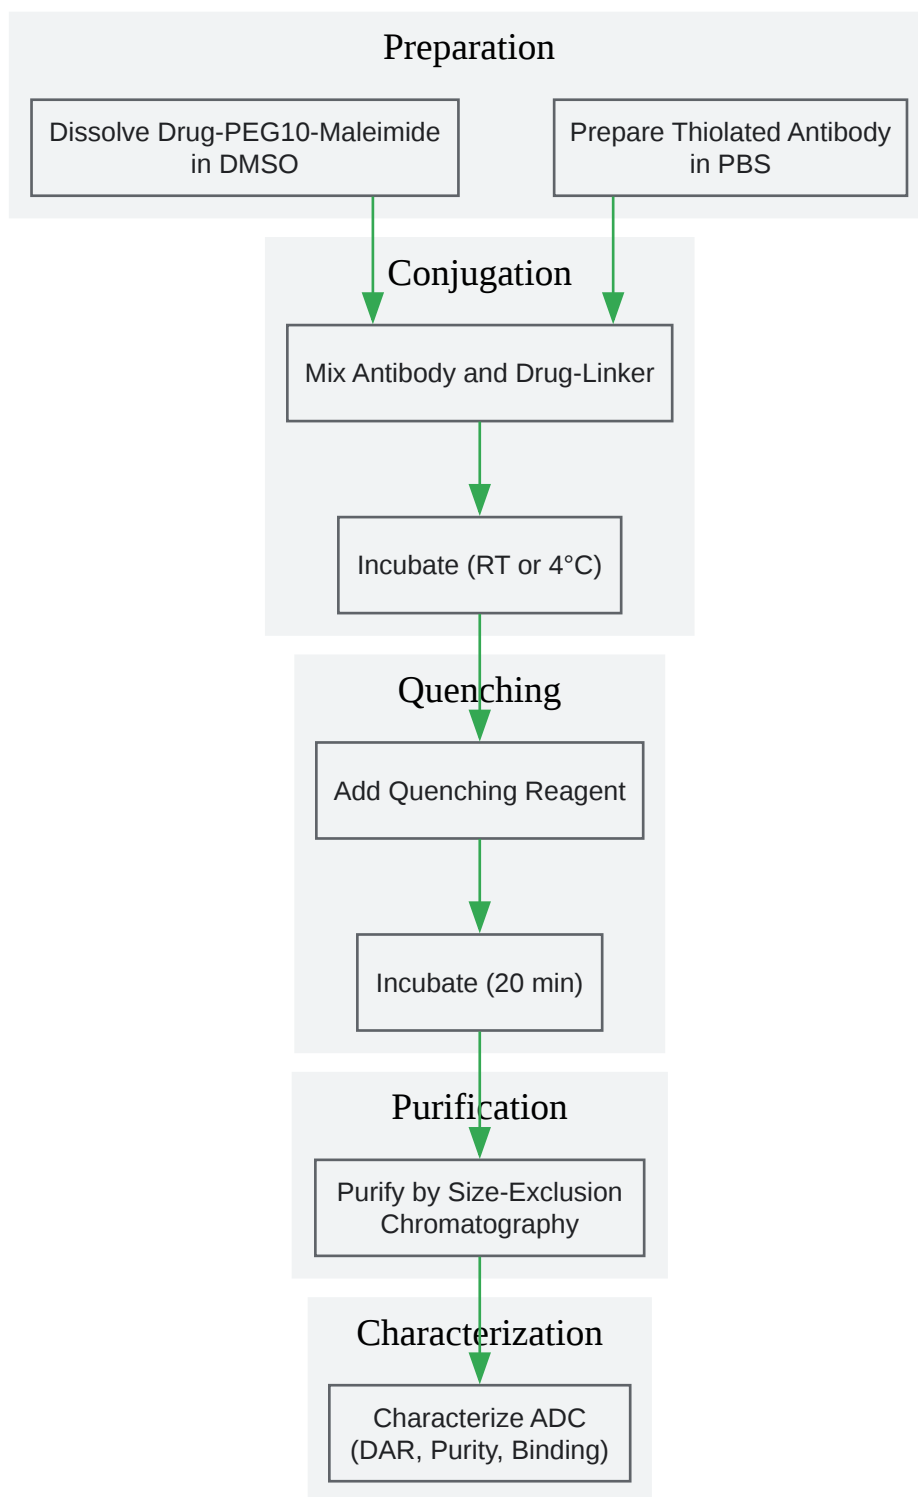 Preparation
Dissolve Drug-PEG10-Maleimide
in DMSO
Prepare Thiolated Antibody
in PBS
Conjugation
Mix Antibody and Drug-Linker
Incubate (RT or 4°C)
Quenching
Add Quenching Reagent
Incubate (20 min)
Purification
Purify by Size-Exclusion
Chromatography
Characterization
Characterize ADC
(DAR, Purity, Binding)